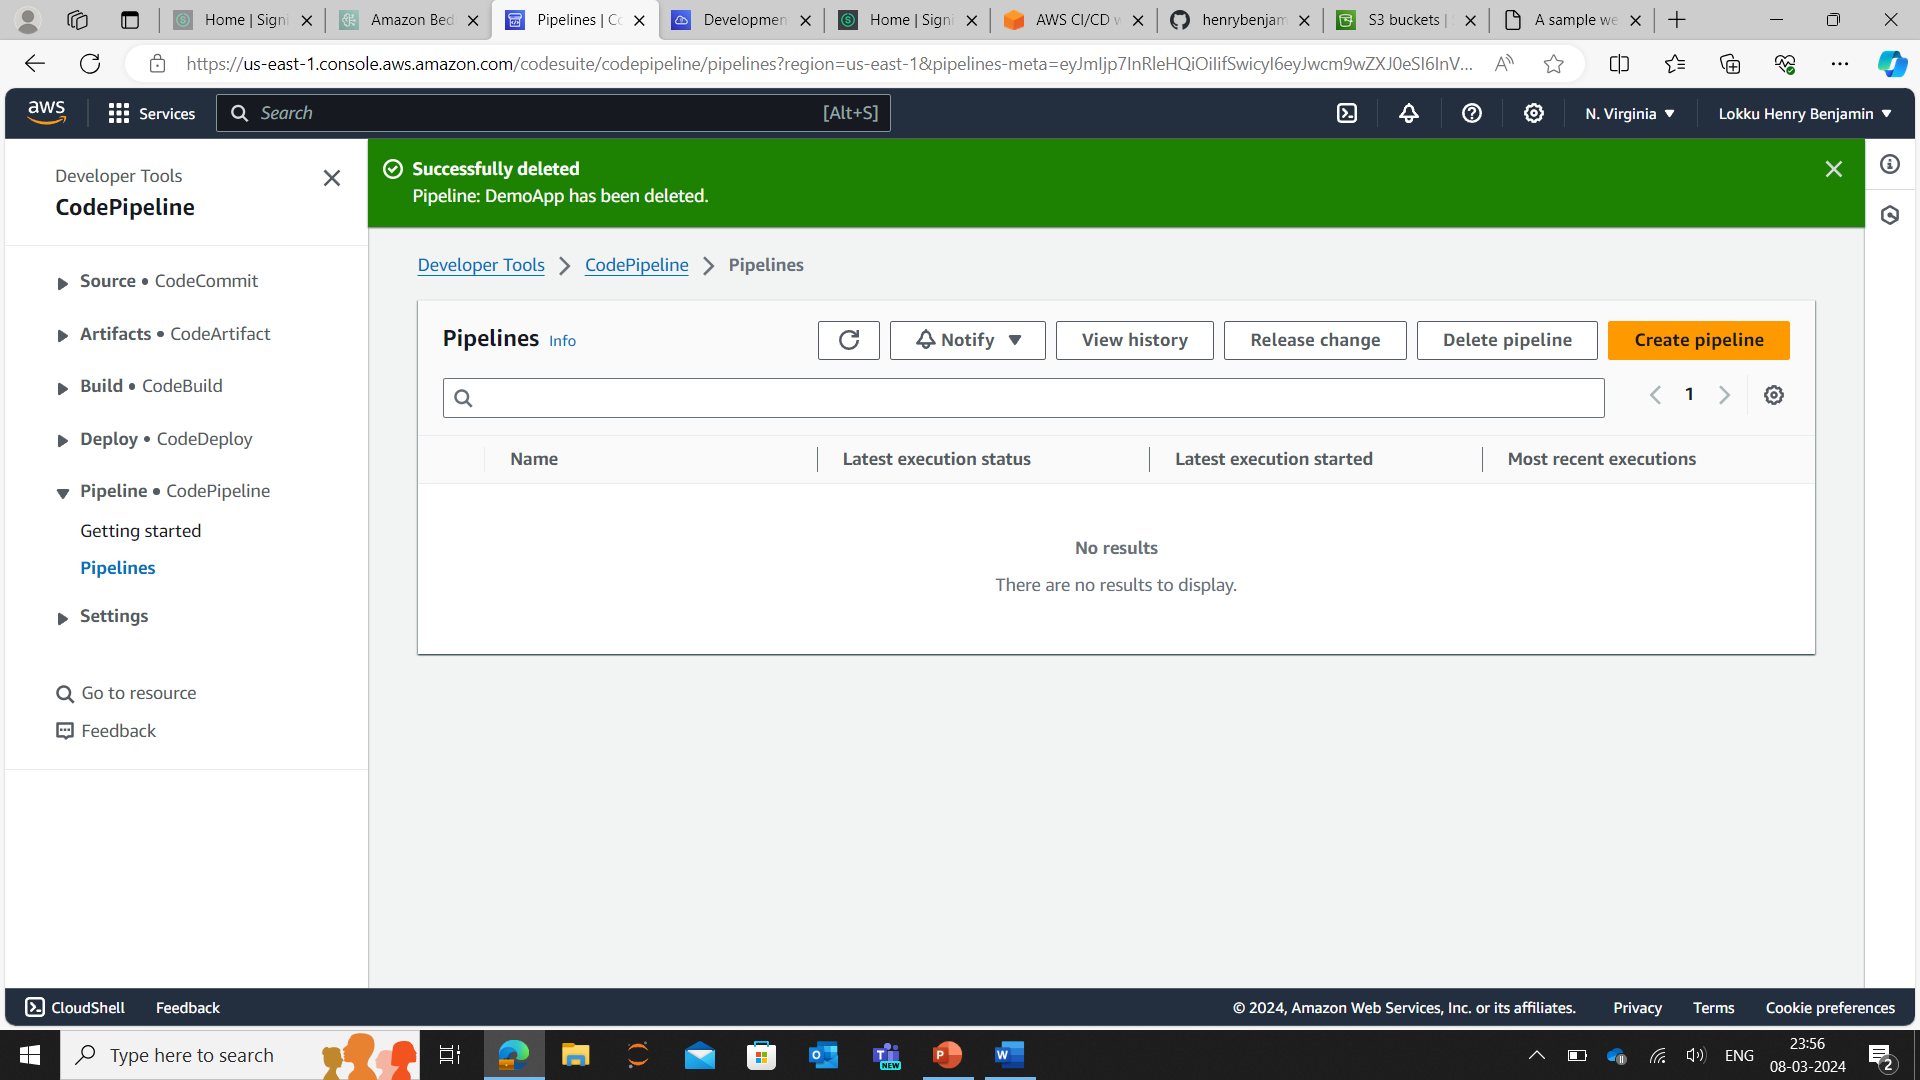 Home | Signi
Amazon Bed
Pipelines | Co
Developmen
Home | Signi
AWS CI/CD w
henrybenjam
S3 buckets |
A sample we
https://us-east-1.console.aws.amazon.com/codesuite/codepipeline/pipelines?region=us-east-1&pipelines-meta=eyJmIjp7InRleHQiOiIifSwicyI6eyJwcm9wZXJ0eSI6InV...
aws
Services
Search
[Alt+S]
N. Virginia
Lokku Henry Benjamin
Developer Tools
CodePipeline
Source • CodeCommit
Artifacts • CodeArtifact
Build • CodeBuild
Deploy • CodeDeploy
Pipeline • CodePipeline
Getting started
Pipelines
Settings
Go to resource
Feedback
Successfully deleted
Pipeline: DemoApp has been deleted.
Developer Tools
CodePipeline
Pipelines
Pipelines Info
Notify
View history
Release change
Delete pipeline
Create pipeline
1
Name
Latest execution status
Latest execution started
Most recent executions
No results
There are no results to display.
CloudShell
Feedback
© 2024, Amazon Web Services, Inc. or its affiliates.
Privacy
Terms
Cookie preferences
Type here to search
NEW
ENG
23:56
08-03-2024
2